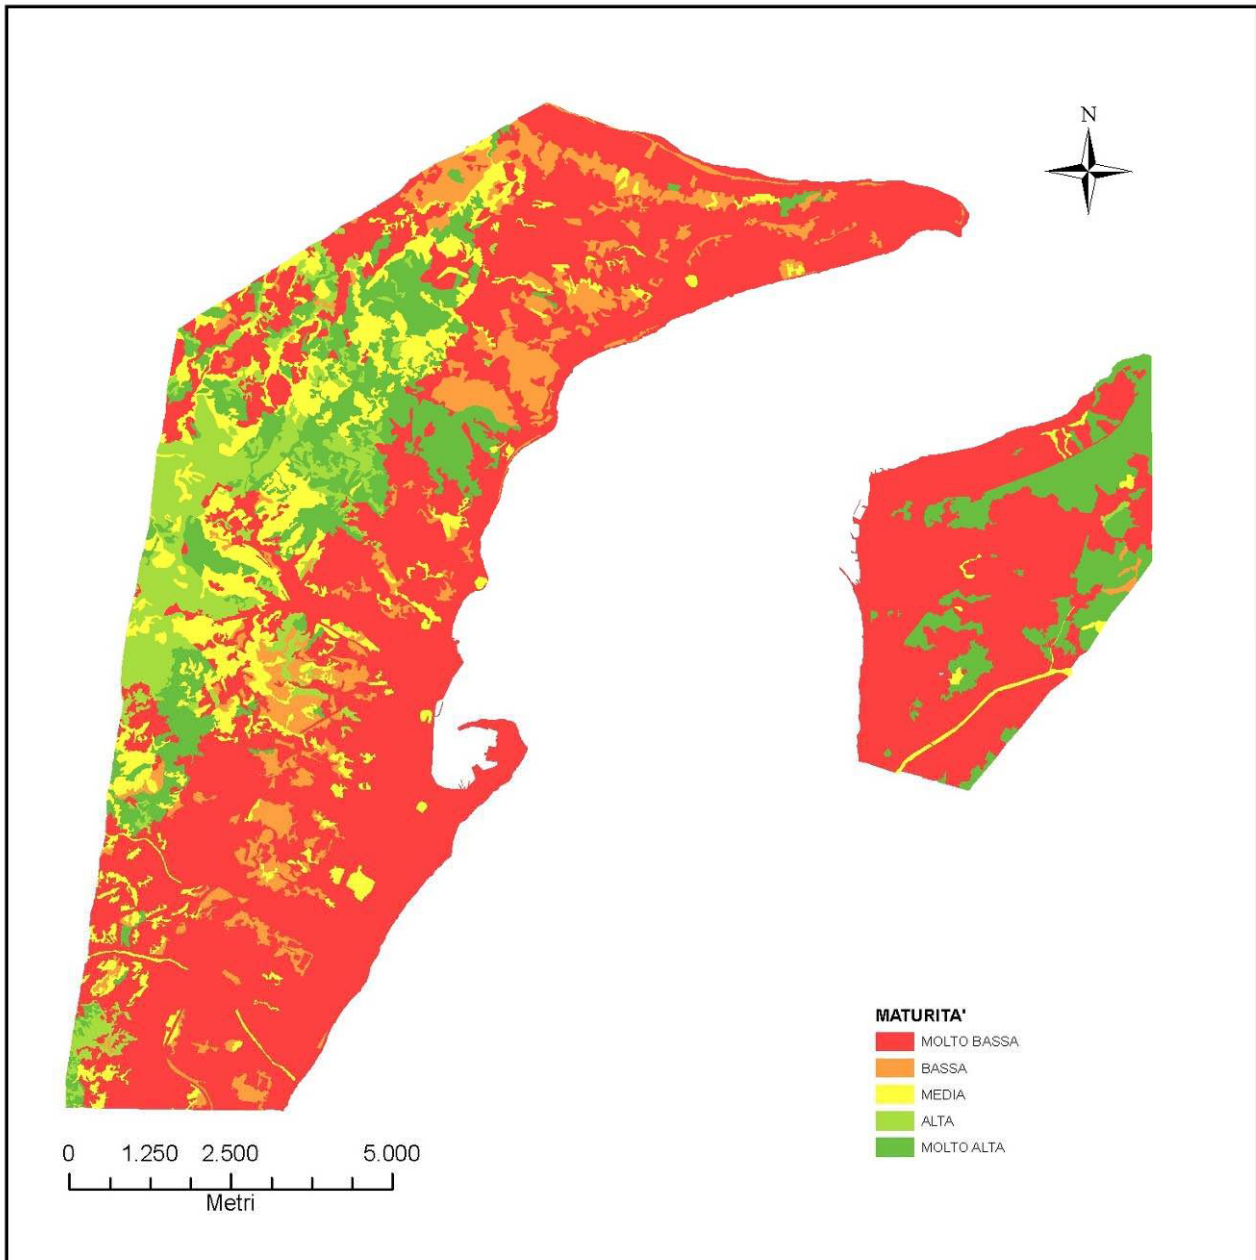 N
MATURITA'
MOLTO BASSA
BASSA
MEDIA
ALTA
MOLTO ALTA
0 1.250 2.500 5.000
Metri